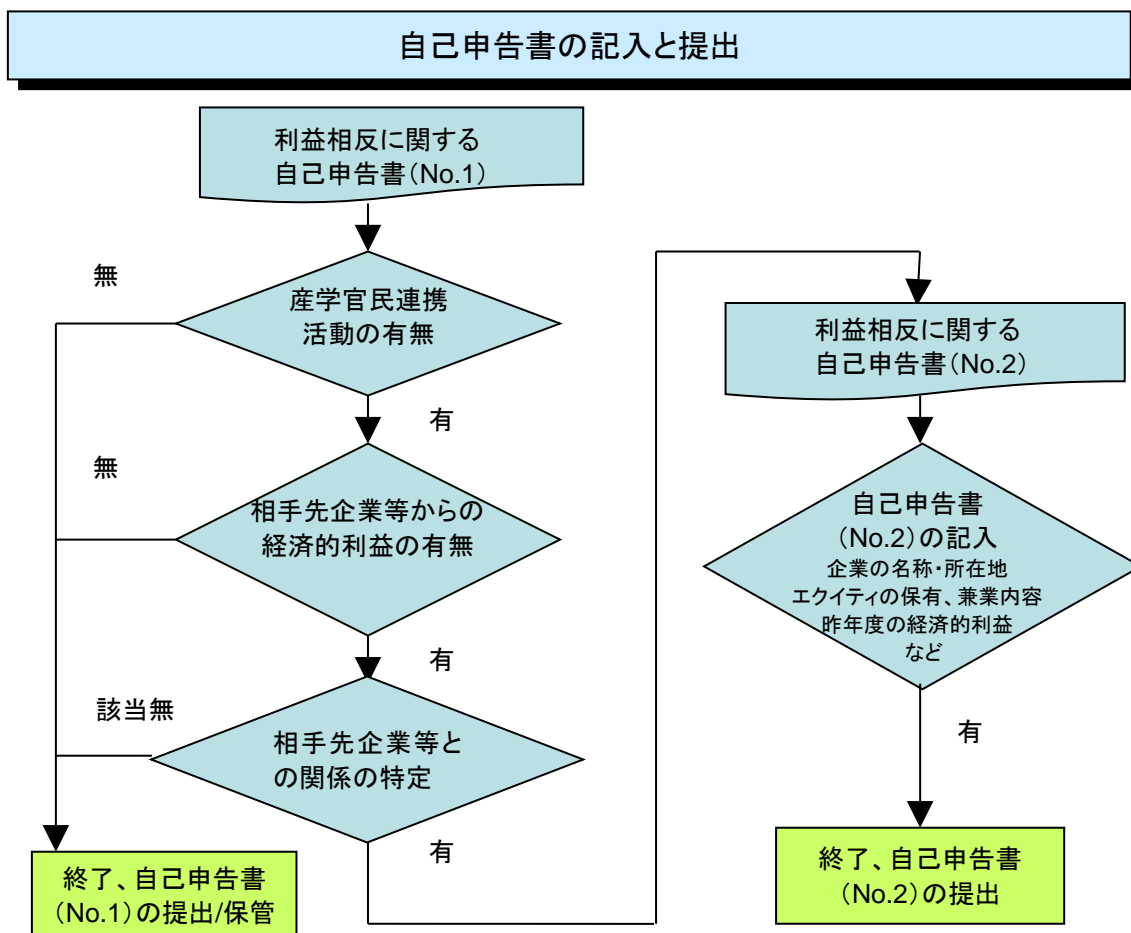 自己申告書の記入と提出
利益相反に関する
自己申告書(No.1)
無
産学官民連携
活動の有無
有
無
相手先企業等からの
経済的利益の有無
有
該当無
相手先企業等と
の関係の特定
有
終了、自己申告書
(No.1)の提出/保管
利益相反に関する
自己申告書(No.2)
自己申告書
(No.2)の記入
企業の名称・所在地
エクイティの保有、兼業内容
昨年度の経済的利益
など
有
終了、自己申告書
(No.2)の提出